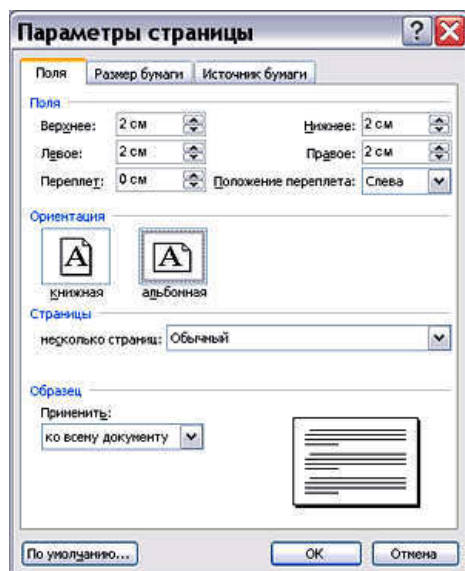 Параметры страницы
Поля Размер бумаги Источник бумаги
Поля
Верхнее: 2 см Нижнее: 2 см
Левое: 2 см Правое: 2 см
Переплет: 0 см Положение переплета: Слева
Ориентация
A A
книжная альбомная
Страницы
несколько страниц: Обычный
Образец
Применить:
ко всему документу
По умолчанию... ОК Отмена